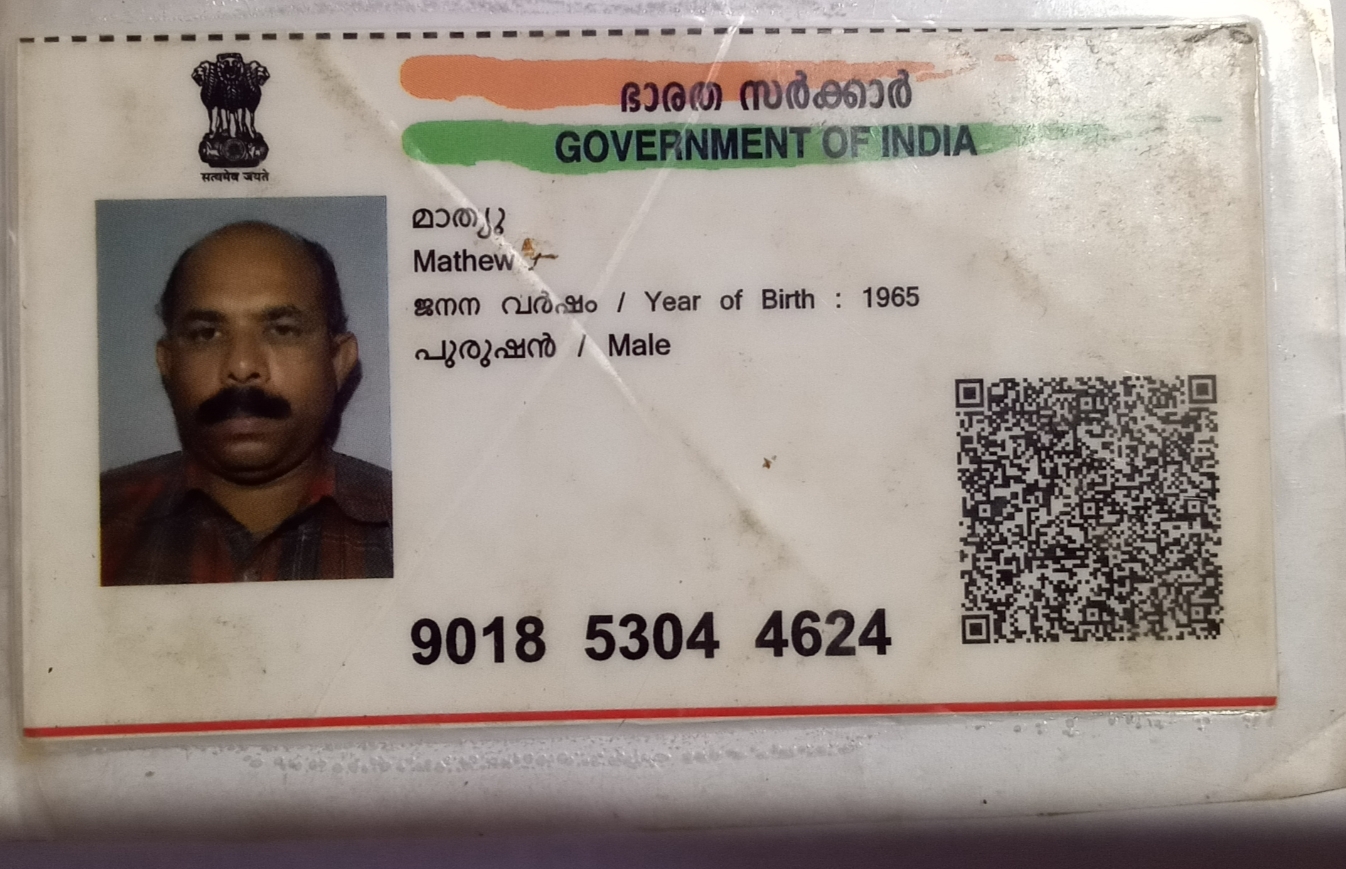 सत्यमेव जयते
ഭാരത സർക്കാർ
GOVERNMENT OF INDIA
മാത്യു
Mathew
ജനന വർഷം / Year of Birth : 1965
പുരുഷൻ / Male
9018 5304 4624